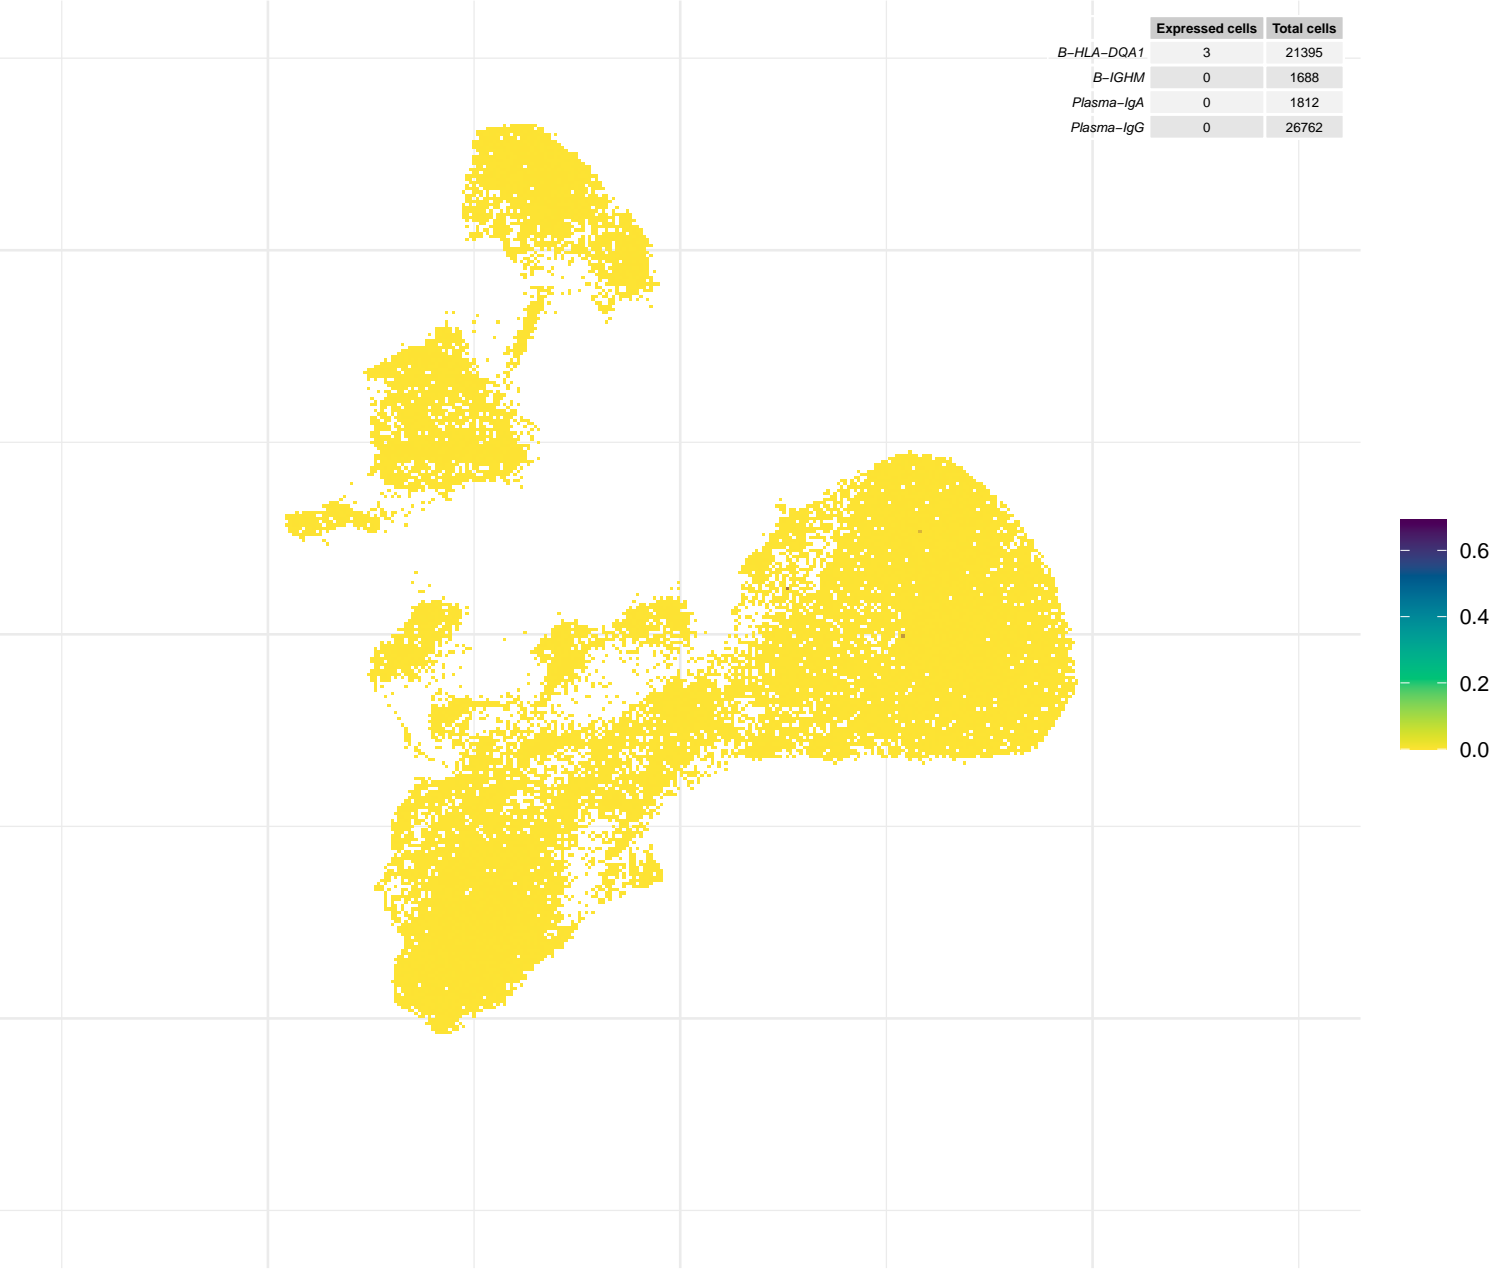 Expressed cells Total cells
B−HLA−DQA1 3 21395
B−IGHM 0 1688
Plasma−IgA 0 1812
Plasma−IgG 0 26762
0.6
0.4
0.2
0.0